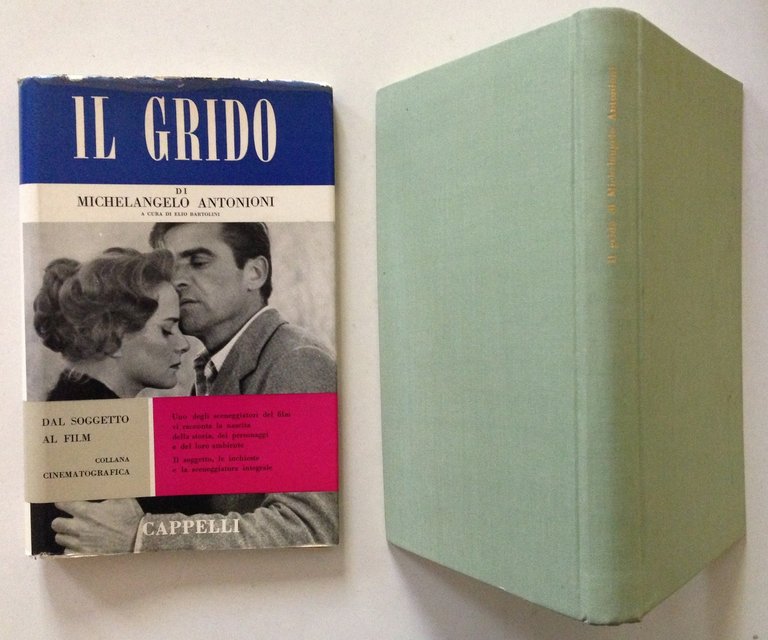 IL GRIDO
DI
MICHELANGELO ANTONIONI
A CURA DI ELIO BARTOLINI
DAL SOGGETTO
AL FILM
COLLANA
CINEMATOGRAFICA
Uno degli sceneggiatori del film
vi racconta la nascita
della storia, dei personaggi
e del loro ambiente
Il soggetto, le inchieste
e la sceneggiatura integrale
CAPPELLI
il grido di Michelangelo Antonioni